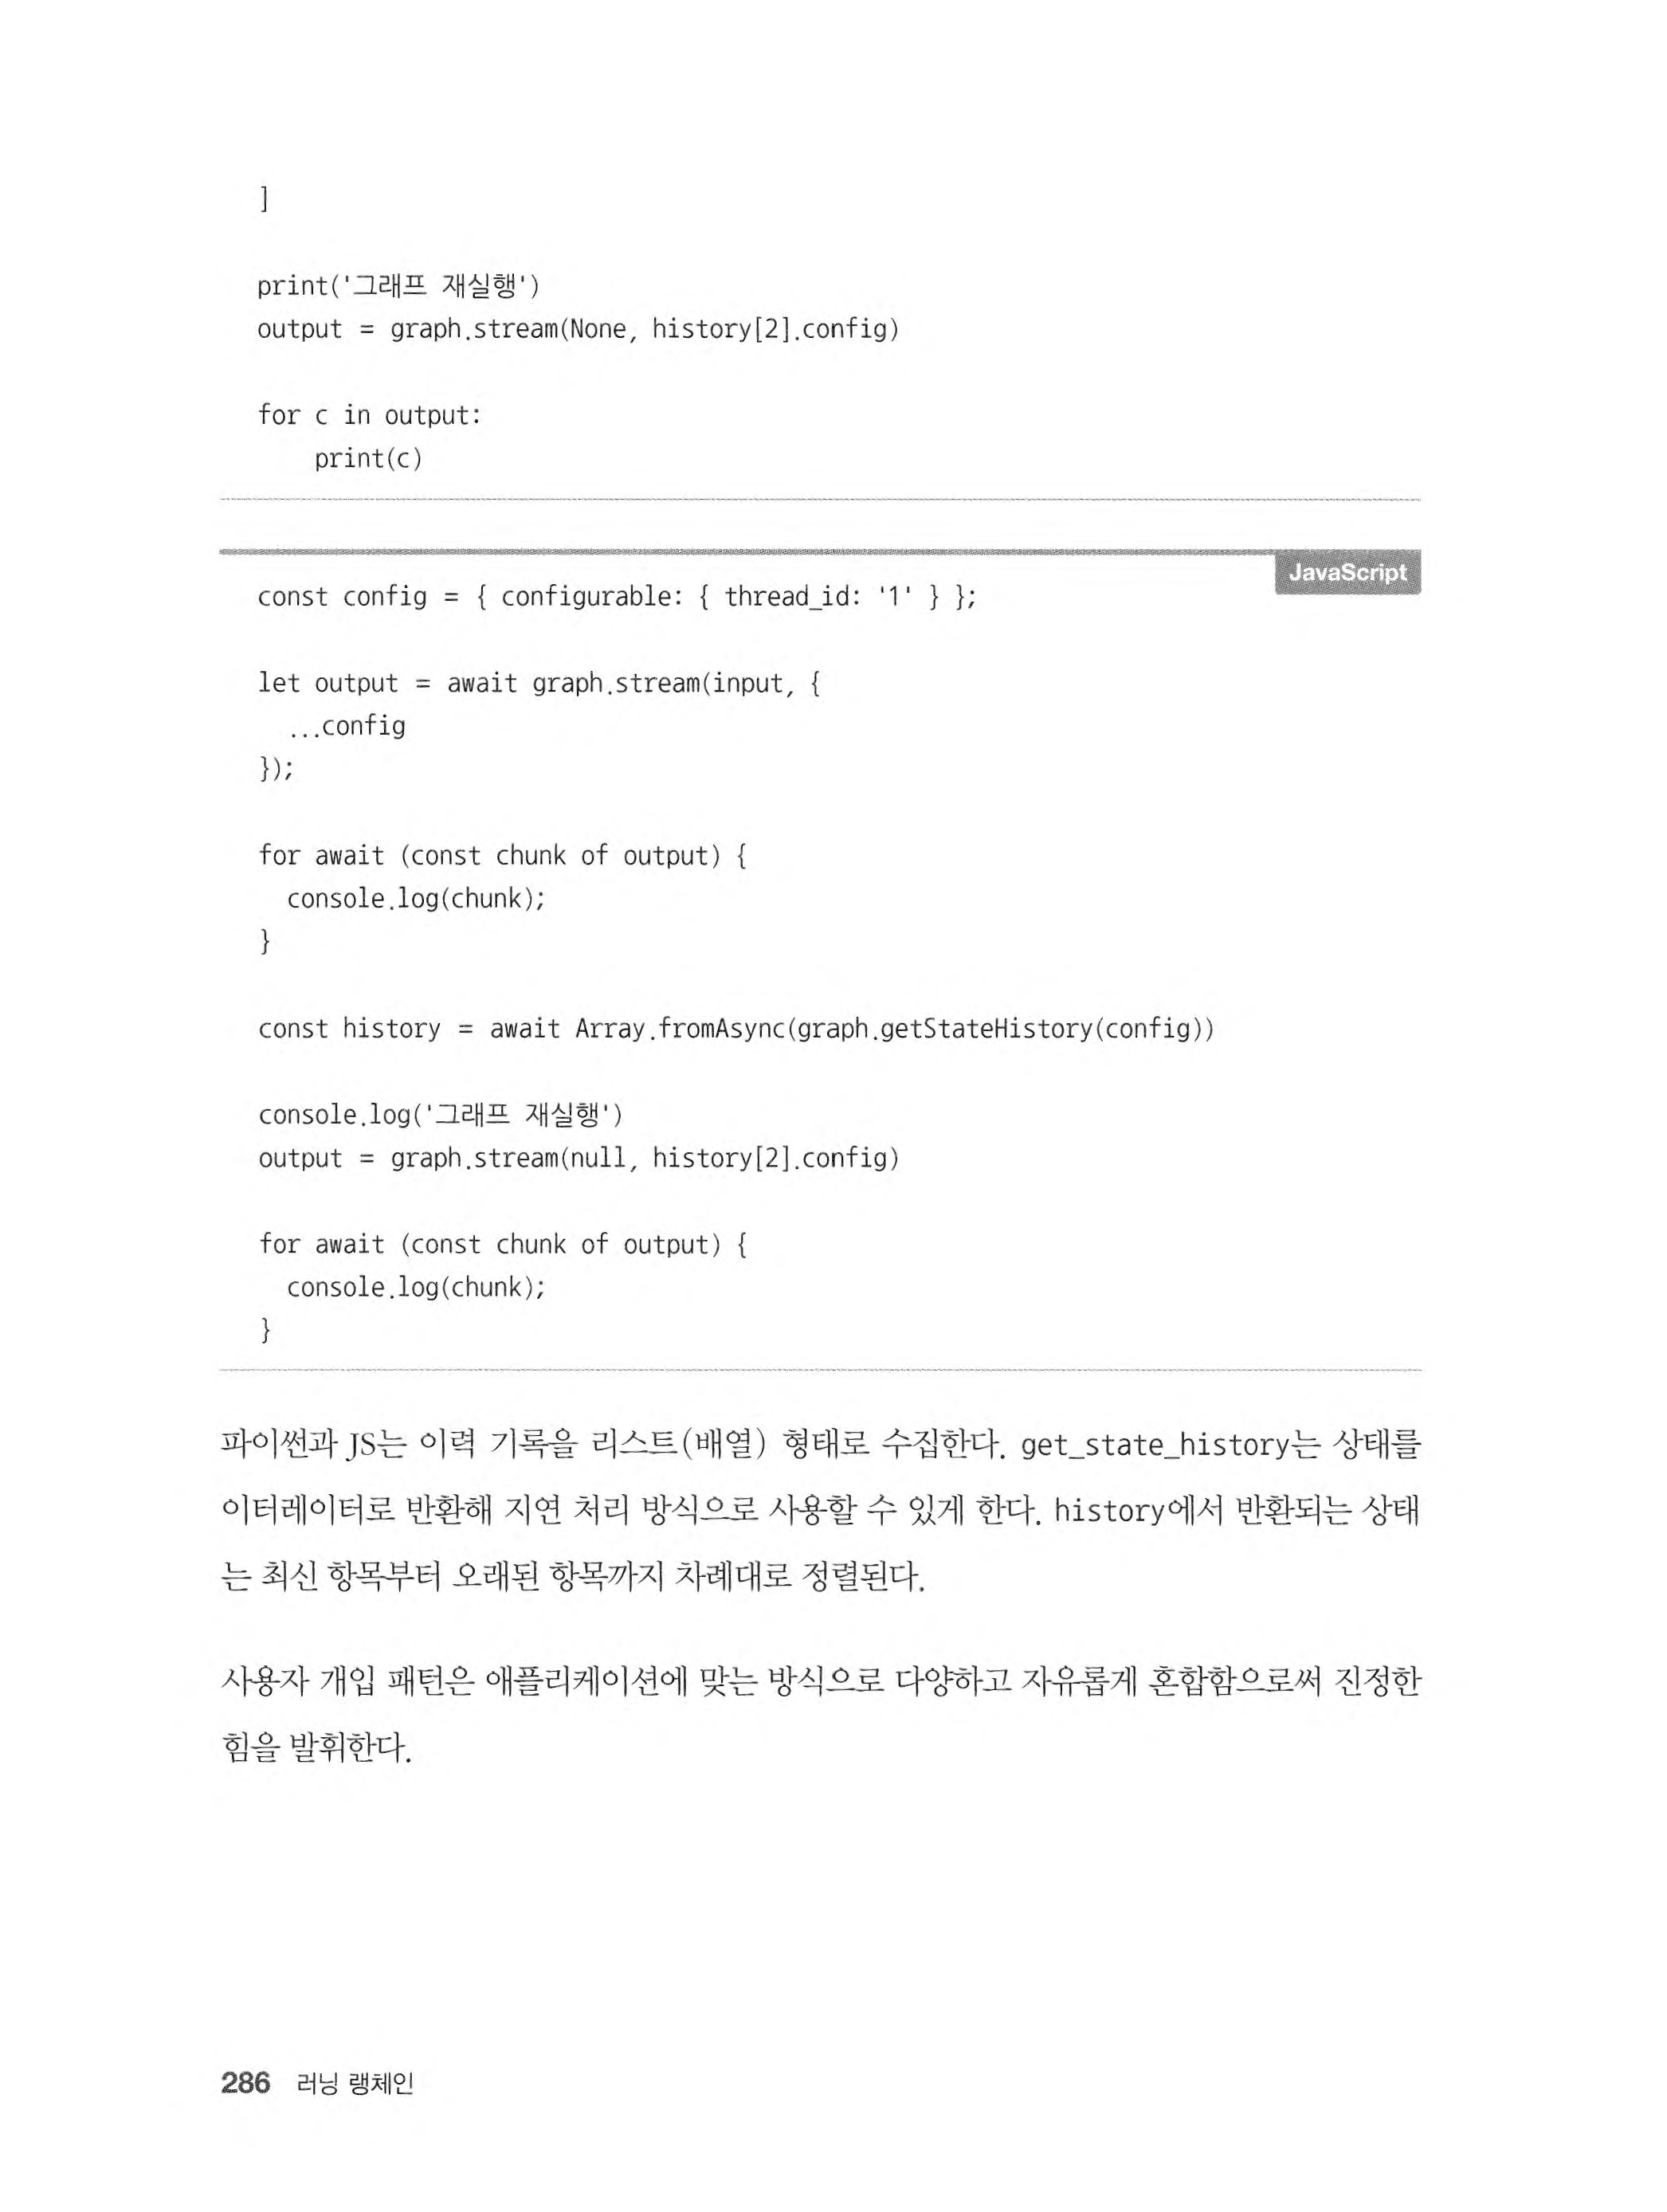 ]
print('그래프 재실행')
output = graph.stream(None, history[2].config)
for c in output:
    print(c)
JavaScript
const config = { configurable: { thread_id: '1' } };
let output = await graph.stream(input, {
  ...config
});
for await (const chunk of output) {
  console.log(chunk);
}
const history = await Array.fromAsync(graph.getStateHistory(config))
console.log('그래프 재실행')
output = graph.stream(null, history[2].config)
for await (const chunk of output) {
  console.log(chunk);
}
파이썬과 JS는 이력 기록을 리스트(배열) 형태로 수집한다. get_state_history는 상태를
이터레이터로 반환해 지연 처리 방식으로 사용할 수 있게 한다. history에서 반환되는 상태
는 최신 항목부터 오래된 항목까지 차례대로 정렬된다.
사용자 개입 패턴은 애플리케이션에 맞는 방식으로 다양하고 자유롭게 혼합함으로써 진정한
힘을 발휘한다.
286 러닝 랭체인